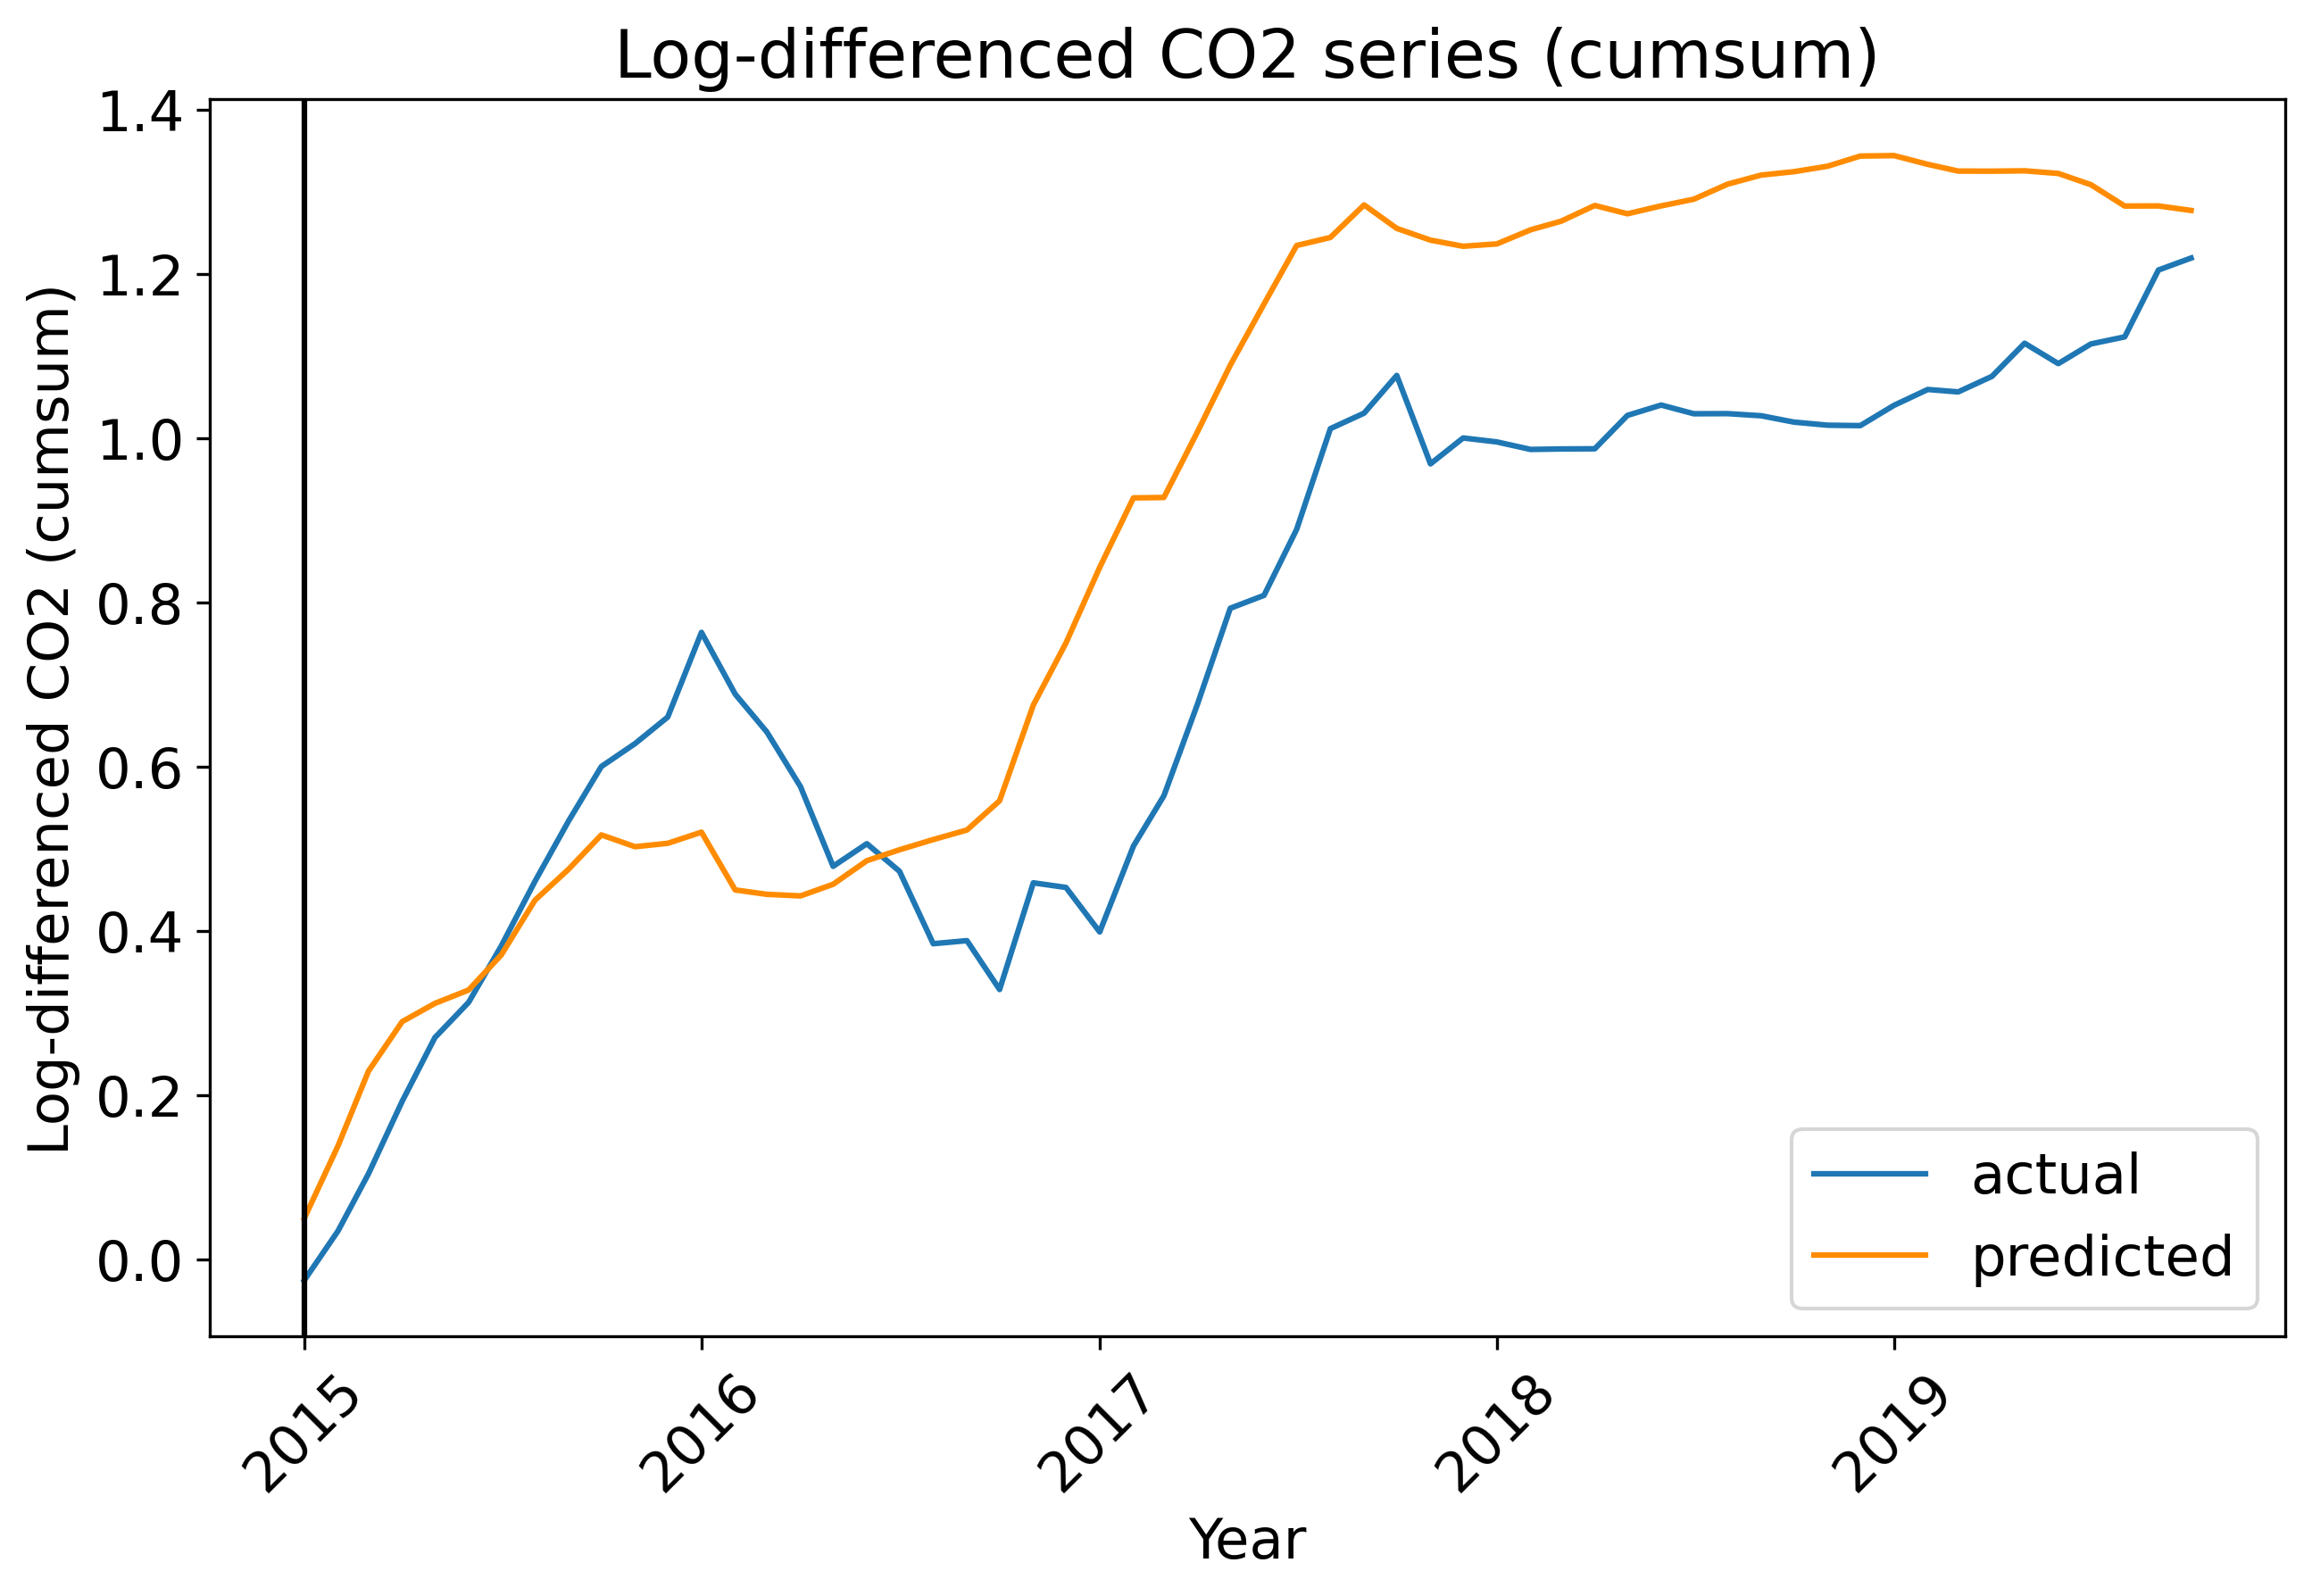 Log-differenced CO2 series (cumsum)
Log-differenced CO2 (cumsum)
1.4
1.2
1.0
0.8
0.6
0.4
0.2
0.0
actual
predicted
2015
2016
2017
2018
2019
Year